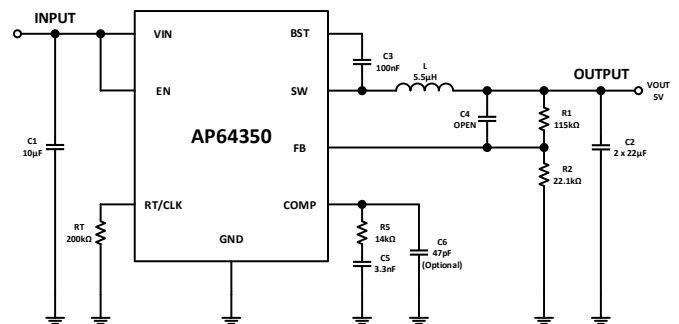 INPUT
VIN
BST
C3
100nF
L
5.5μH
OUTPUT
VOUT
5V
EN
SW
C4
OPEN
R1
115kΩ
C1
10μF
AP64350
FB
C2
2 x 22μF
R2
22.1kΩ
RT/CLK
COMP
RT
200kΩ
GND
R5
14kΩ
C5
3.3nF
C6
47pF
(Optional)